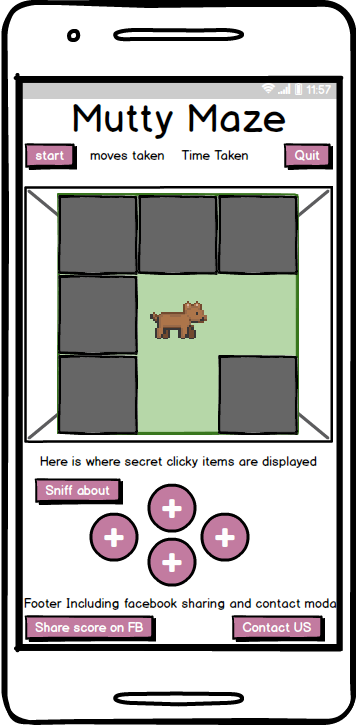 11:57
Mutty Maze
start moves taken Time Taken Quit
Here is where secret clicky items are displayed
Sniff about
Footer Including facebook sharing and contact moda
Share score on FB Contact US